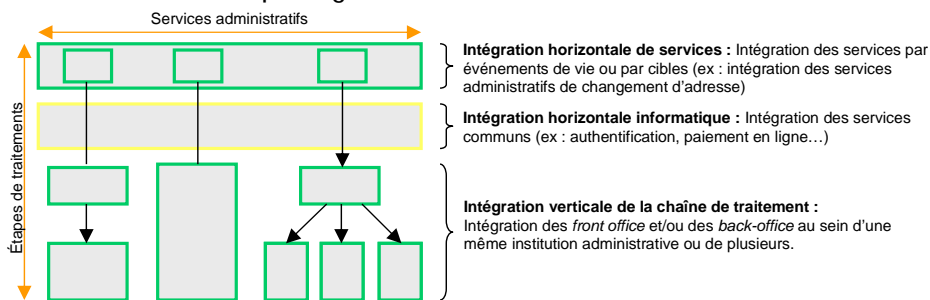 Services administratifs
Étapes de traitements
Intégration horizontale de services : Intégration des services par
événements de vie ou par cibles (ex : intégration des services
administratifs de changement d'adresse)
Intégration horizontale informatique : Intégration des services
communs (ex : authentification, paiement en ligne…)
Intégration verticale de la chaîne de traitement :
Intégration des front office et/ou des back-office au sein d'une
même institution administrative ou de plusieurs.